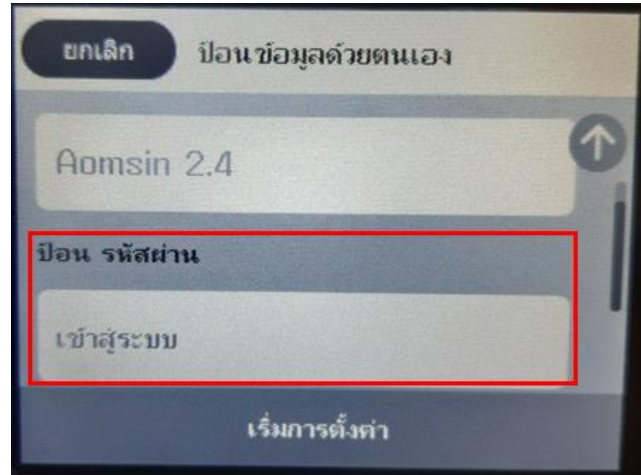 ยกเลิก ป้อนข้อมูลด้วยตนเอง
Aomsin 2.4
ป้อน รหัสผ่าน
เข้าสู่ระบบ
เริ่มการตั้งค่า